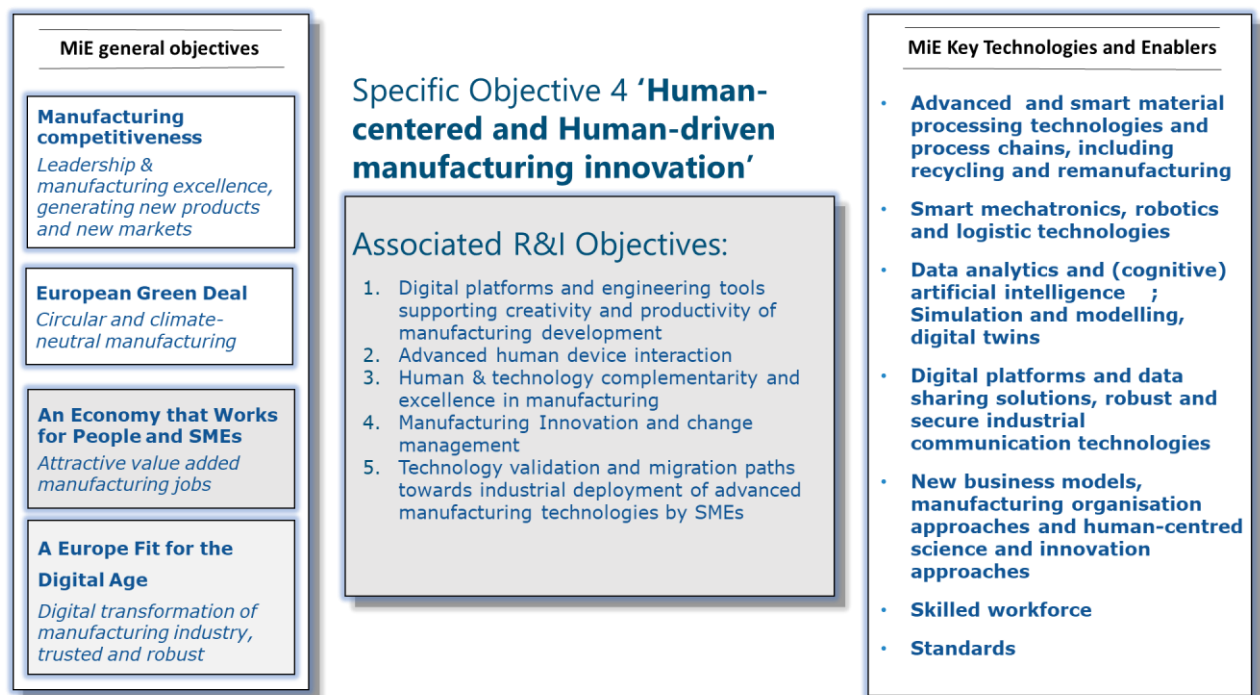 MiE general objectives
Manufacturing
competitiveness
Leadership &
manufacturing excellence,
generating new products
and new markets
European Green Deal
Circular and climate-
neutral manufacturing
An Economy that Works
for People and SMEs
Attractive value added
manufacturing jobs
A Europe Fit for the
Digital Age
Digital transformation of
manufacturing industry,
trusted and robust
Specific Objective 4 ‘Human-
centered and Human-driven
manufacturing innovation’
Associated R&I Objectives:
1. Digital platforms and engineering tools
supporting creativity and productivity of
manufacturing development
2. Advanced human device interaction
3. Human & technology complementarity and
excellence in manufacturing
4. Manufacturing Innovation and change
management
5. Technology validation and migration paths
towards industrial deployment of advanced
manufacturing technologies by SMEs
MiE Key Technologies and Enablers
• Advanced and smart material
processing technologies and
process chains, including
recycling and remanufacturing
• Smart mechatronics, robotics
and logistic technologies
• Data analytics and (cognitive)
artificial intelligence ;
Simulation and modelling,
digital twins
• Digital platforms and data
sharing solutions, robust and
secure industrial
communication technologies
• New business models,
manufacturing organisation
approaches and human-centred
science and innovation
approaches
• Skilled workforce
• Standards